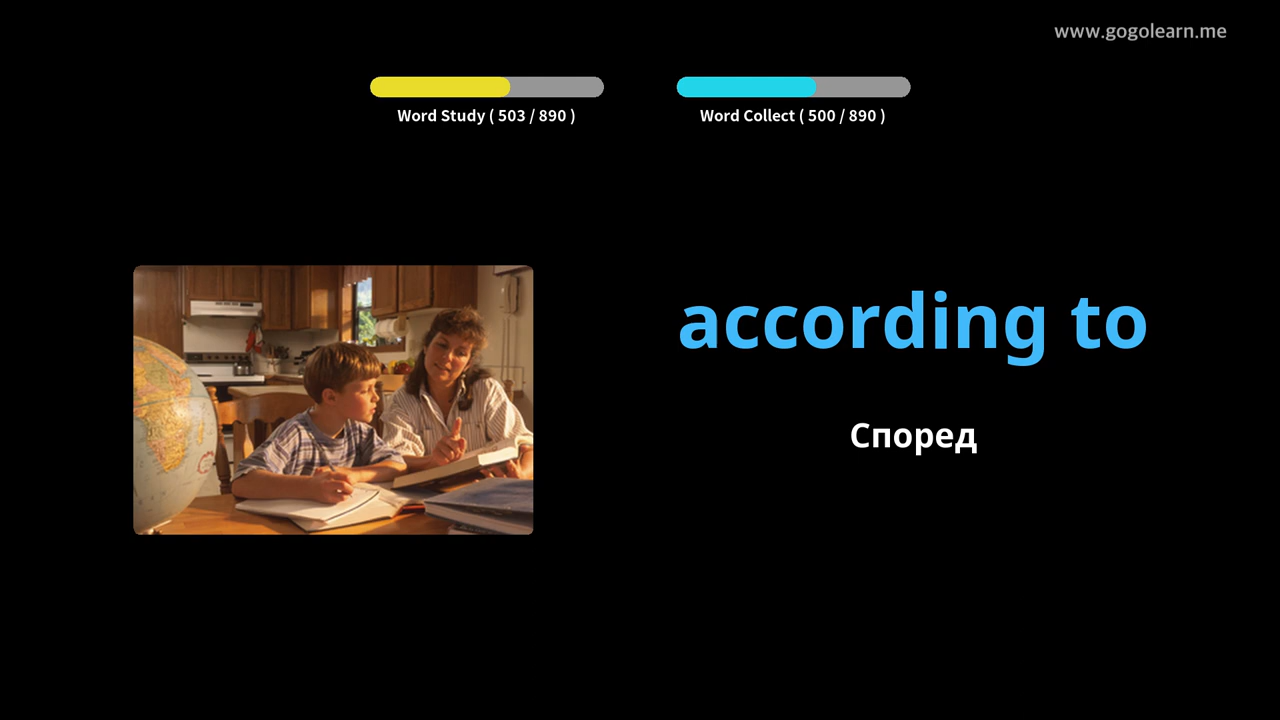 www.gogolearn.me
Word Study ( 503 / 890 )
Word Collect ( 500 / 890 )
according to
Според